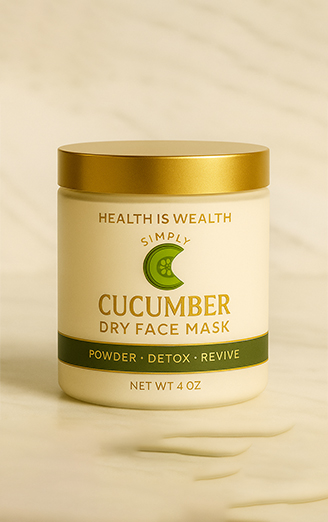 HEALTH IS WEALTH
SIMPLY
CUCUMBER
DRY FACE MASK
POWDER · DETOX · REVIVE
NET WT 4 OZ